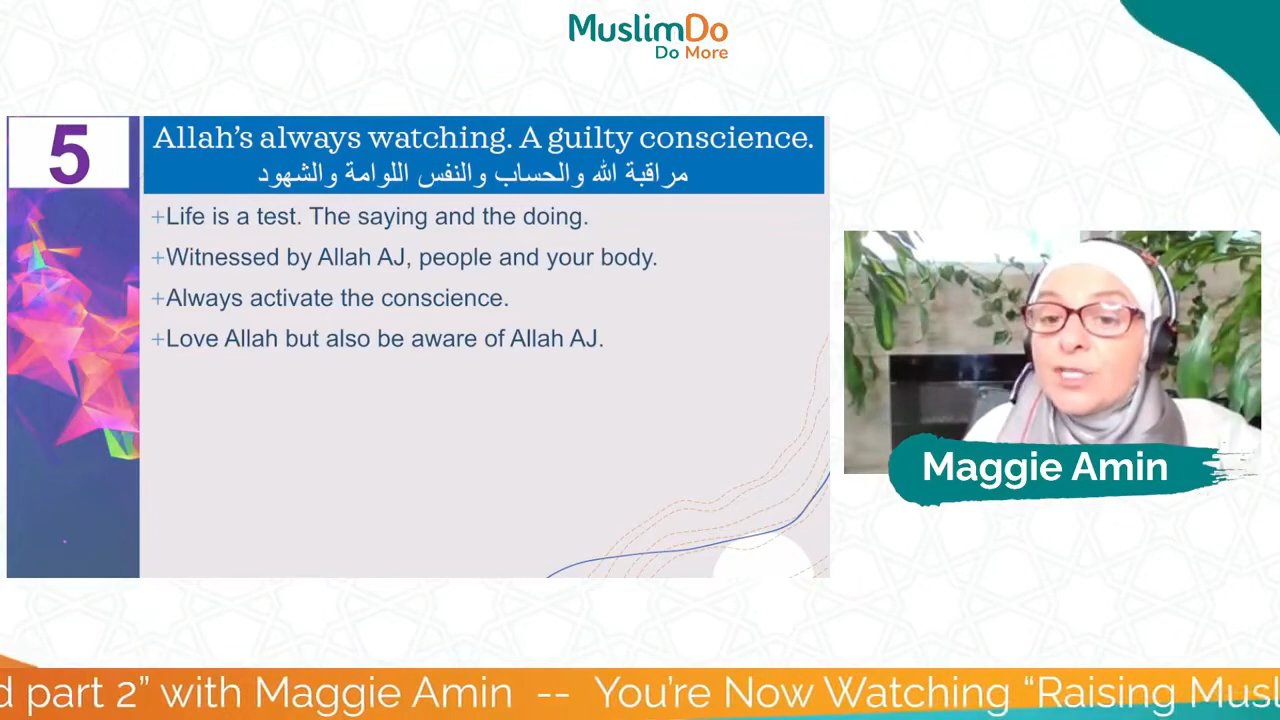 MuslimDo
Do More
5
Allah's always watching. A guilty conscience.
مراقبة الله والحساب والنفس اللوامة والشهود
+Life is a test. The saying and the doing.
+Witnessed by Allah AJ, people and your body.
+Always activate the conscience.
+Love Allah but also be aware of Allah AJ.
Maggie Amin
d part 2” with Maggie Amin -- You're Now Watching “Raising Musl